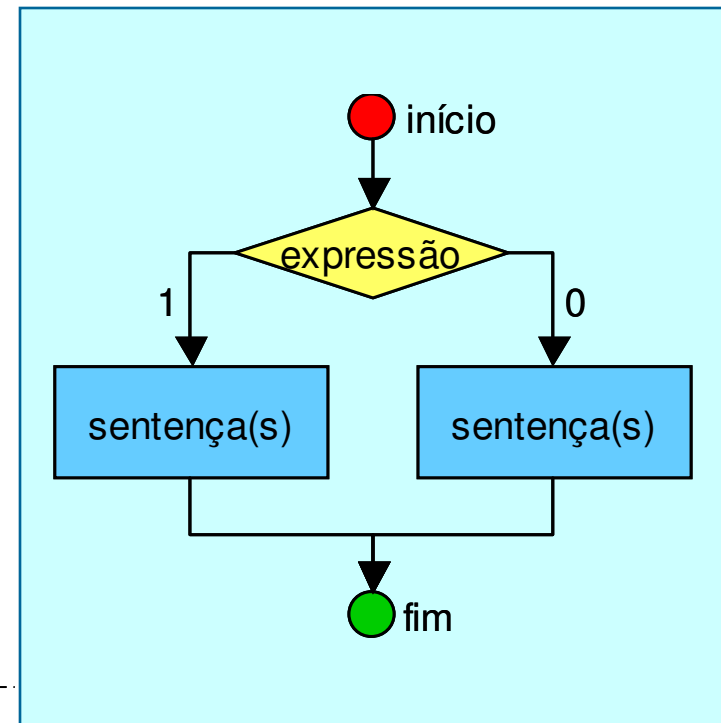 início
expressão
1
0
sentença(s)
sentença(s)
fim